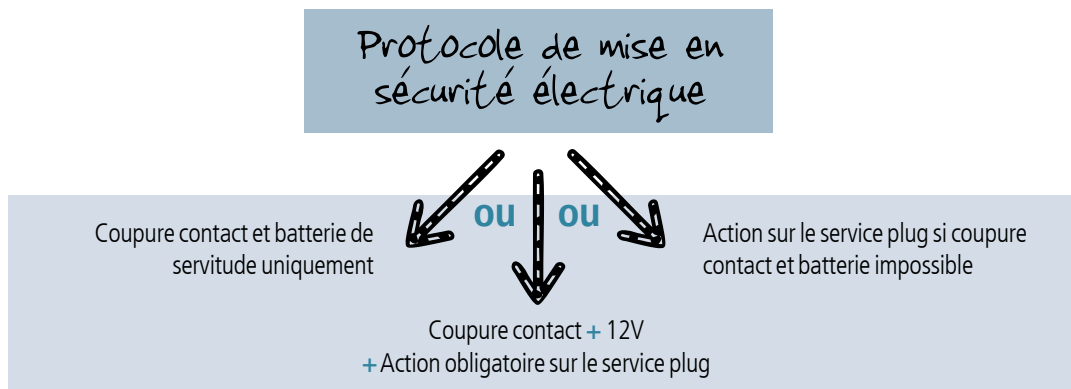 Protocole de mise en
sécurité électrique
ou ou
Coupure contact et batterie de
servitude uniquement
Action sur le service plug si coupure
contact et batterie impossible
Coupure contact + 12V
+ Action obligatoire sur le service plug